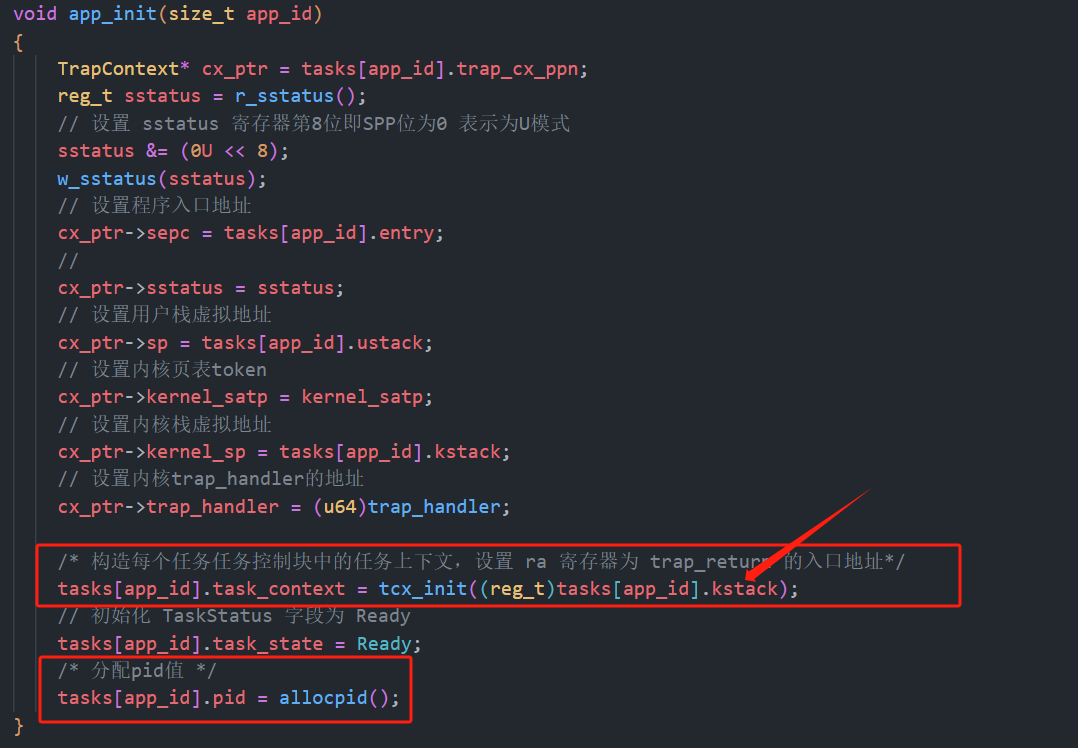 void app_init(size_t app_id)
{
TrapContext* cx_ptr = tasks[app_id].trap_cx_ppn;
reg_t sstatus = r_sstatus();
// 设置 sstatus 寄存器第8位即SPP位为0 表示为U模式
sstatus &= (0U << 8);
w_sstatus(sstatus);
// 设置程序入口地址
cx_ptr->sepc = tasks[app_id].entry;
//
cx_ptr->sstatus = sstatus;
// 设置用户栈虚拟地址
cx_ptr->sp = tasks[app_id].ustack;
// 设置内核页表token
cx_ptr->kernel_satp = kernel_satp;
// 设置内核栈虚拟地址
cx_ptr->kernel_sp = tasks[app_id].kstack;
// 设置内核trap_handler的地址
cx_ptr->trap_handler = (u64)trap_handler;
/* 构造每个任务任务控制块中的任务上下文，设置 ra 寄存器为 trap_return 的入口地址*/
tasks[app_id].task_context = tcx_init((reg_t)tasks[app_id].kstack);
// 初始化 TaskStatus 字段为 Ready
tasks[app_id].task_state = Ready;
/* 分配pid值 */
tasks[app_id].pid = allocpid();
}